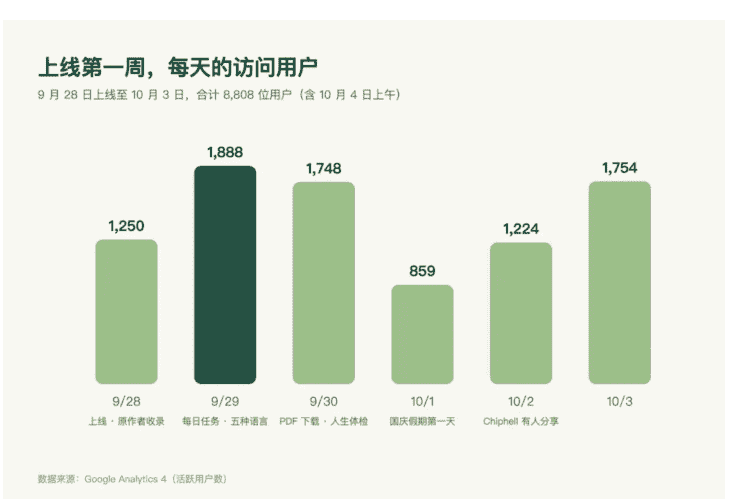 上线第一周，每天的访问用户
9 月 28 日上线至 10 月 3 日，合计 8,808 位用户（含 10 月 4 日上午）
1,250
1,888
1,748
859
1,224
1,754
9/28
9/29
9/30
10/1
10/2
10/3
上线 · 原作者收录
每日任务 · 五种语言
PDF 下载 · 人生体检
国庆假期第一天
Chiphell 有人分享
数据来源：Google Analytics 4（活跃用户数）